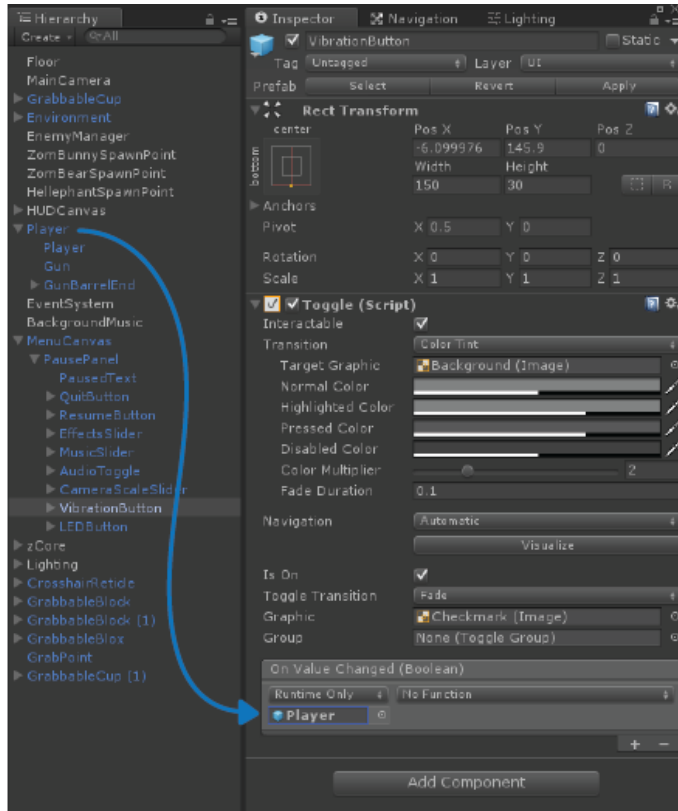 Hierarchy
Create
All
Floor
MainCamera
GrabbableCup
Environment
EnemyManager
ZomBunnySpawnPoint
ZomBearSpawnPoint
HellephantSpawnPoint
HUDCanvas
Player
Player
Gun
GunBarrelEnd
EventSystem
BackgroundMusic
MenuCanvas
PausePanel
PausedText
QuitButton
ResumeButton
EffectsSlider
MusicSlider
AudioToggle
CameraScaleSlider
VibrationButton
LEDButton
zCore
Lighting
CrosshairReticle
GrabbableBlock
GrabbableBlock (1)
GrabbableBlox
GrabPoint
GrabbableCup (1)
Inspector Navigation Lighting
VibrationButton Static
Tag Untagged Layer UI
Prefab Select Revert Apply
Rect Transform
center Pos X Pos Y Pos Z
bottom -6.099976 145.9 0
Width Height
150 30 R
Anchors
Pivot X 0.5 Y 0
Rotation X 0 Y 0 Z 0
Scale X 1 Y 1 Z 1
Toggle (Script)
Interactable
Transition Color Tint
Target Graphic Background (Image)
Normal Color
Highlighted Color
Pressed Color
Disabled Color
Color Multiplier 2
Fade Duration 0.1
Navigation Automatic
Visualize
Is On
Toggle Transition Fade
Graphic Checkmark (Image)
Group None (Toggle Group)
On Value Changed (Boolean)
Runtime Only No Function
Player
+ −
Add Component